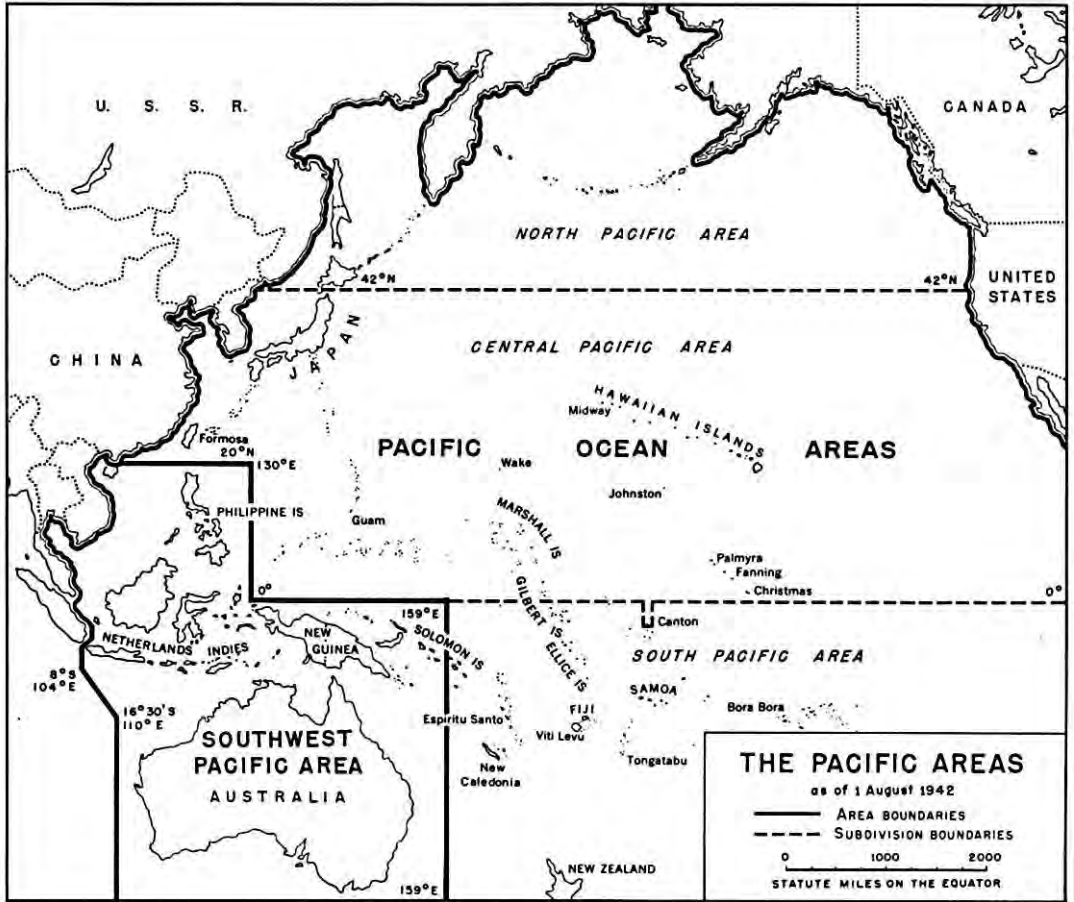 U. S. S. R.
CANADA
NORTH PACIFIC AREA
42°N
42°N
UNITED
STATES
CHINA
JAPAN
CENTRAL PACIFIC AREA
HAWAIIAN ISLANDS
Midway
Formosa
20°N
130°E
PACIFIC OCEAN AREAS
Wake
Johnston
PHILIPPINE IS
Guam
MARSHALL IS
Palmyra
Fanning
Christmas
0°
0°
159°E
GILBERT IS
Canton
NETHERLANDS INDIES
NEW
GUINEA
SOLOMON IS
ELLICE IS
SOUTH PACIFIC AREA
8°S
104°E
SAMOA
16°30'S
110°E
Espiritu Santo
FIJI
Bora Bora
Viti Levu
Tongatabu
SOUTHWEST
PACIFIC AREA
AUSTRALIA
New
Caledonia
NEW ZEALAND
159°E
THE PACIFIC AREAS
as of 1 August 1942
AREA BOUNDARIES
SUBDIVISION BOUNDARIES
0 1000 2000
STATUTE MILES ON THE EQUATOR